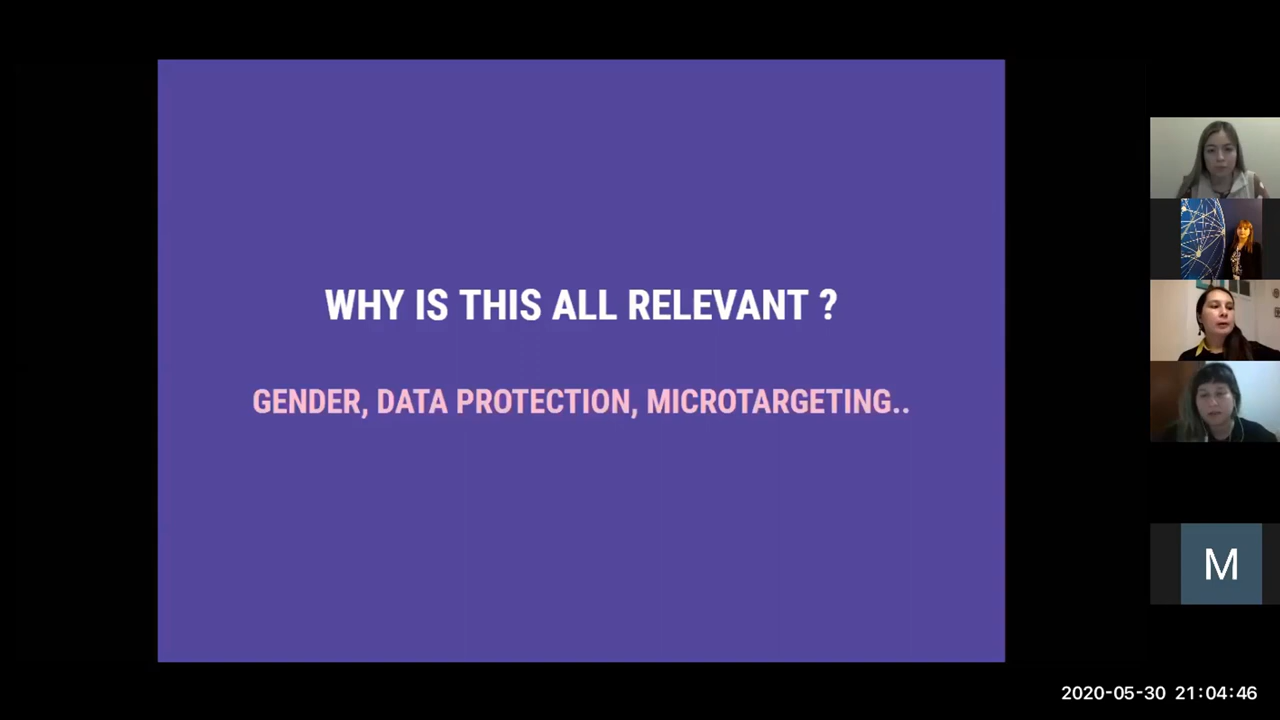 WHY IS THIS ALL RELEVANT ?
GENDER, DATA PROTECTION, MICROTARGETING..
M
2020-05-30 21:04:46